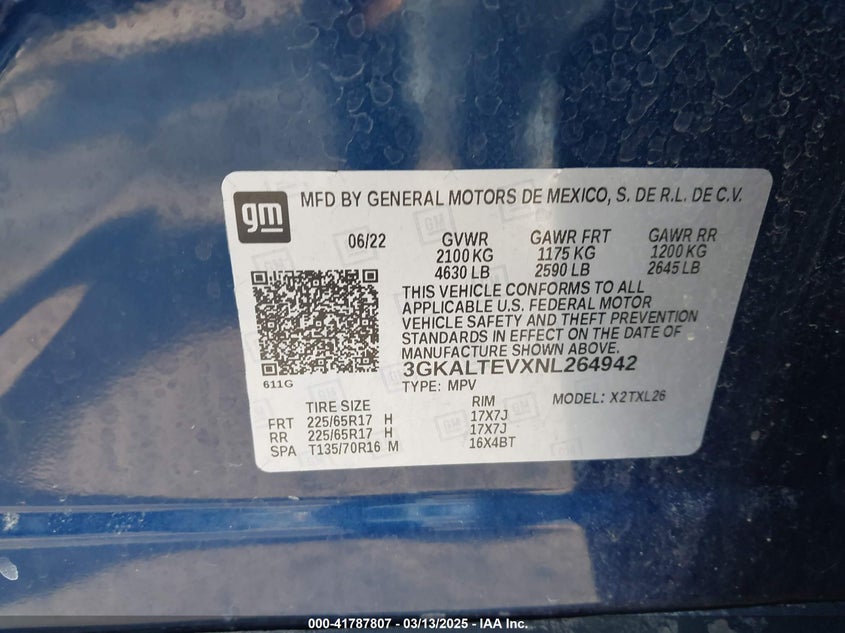 gm
MFD BY GENERAL MOTORS DE MEXICO, S. DE R.L. DE C.V.
06/22 GVWR GAWR FRT GAWR RR
2100 KG 1175 KG 1200 KG
4630 LB 2590 LB 2645 LB
THIS VEHICLE CONFORMS TO ALL
APPLICABLE U.S. FEDERAL MOTOR
VEHICLE SAFETY AND THEFT PREVENTION
STANDARDS IN EFFECT ON THE DATE OF
MANUFACTURE SHOWN ABOVE.
3GKALTEVXNL264942
611G
TYPE: MPV MODEL: X2TXL26
TIRE SIZE RIM
FRT 225/65R17 H 17X7J
RR 225/65R17 H 17X7J
SPA T135/70R16 M 16X4BT
000-41787807 - 03/13/2025 - IAA Inc.